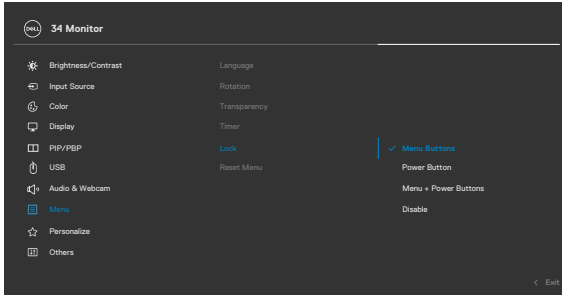 DELL 34 Monitor
Brightness/Contrast Language
Input Source Rotation
Color Transparency
Display Timer
PIP/PBP Lock Menu Buttons
USB Reset Menu Power Button
Audio & Webcam Menu + Power Buttons
Menu Disable
Personalize
Others
Exit